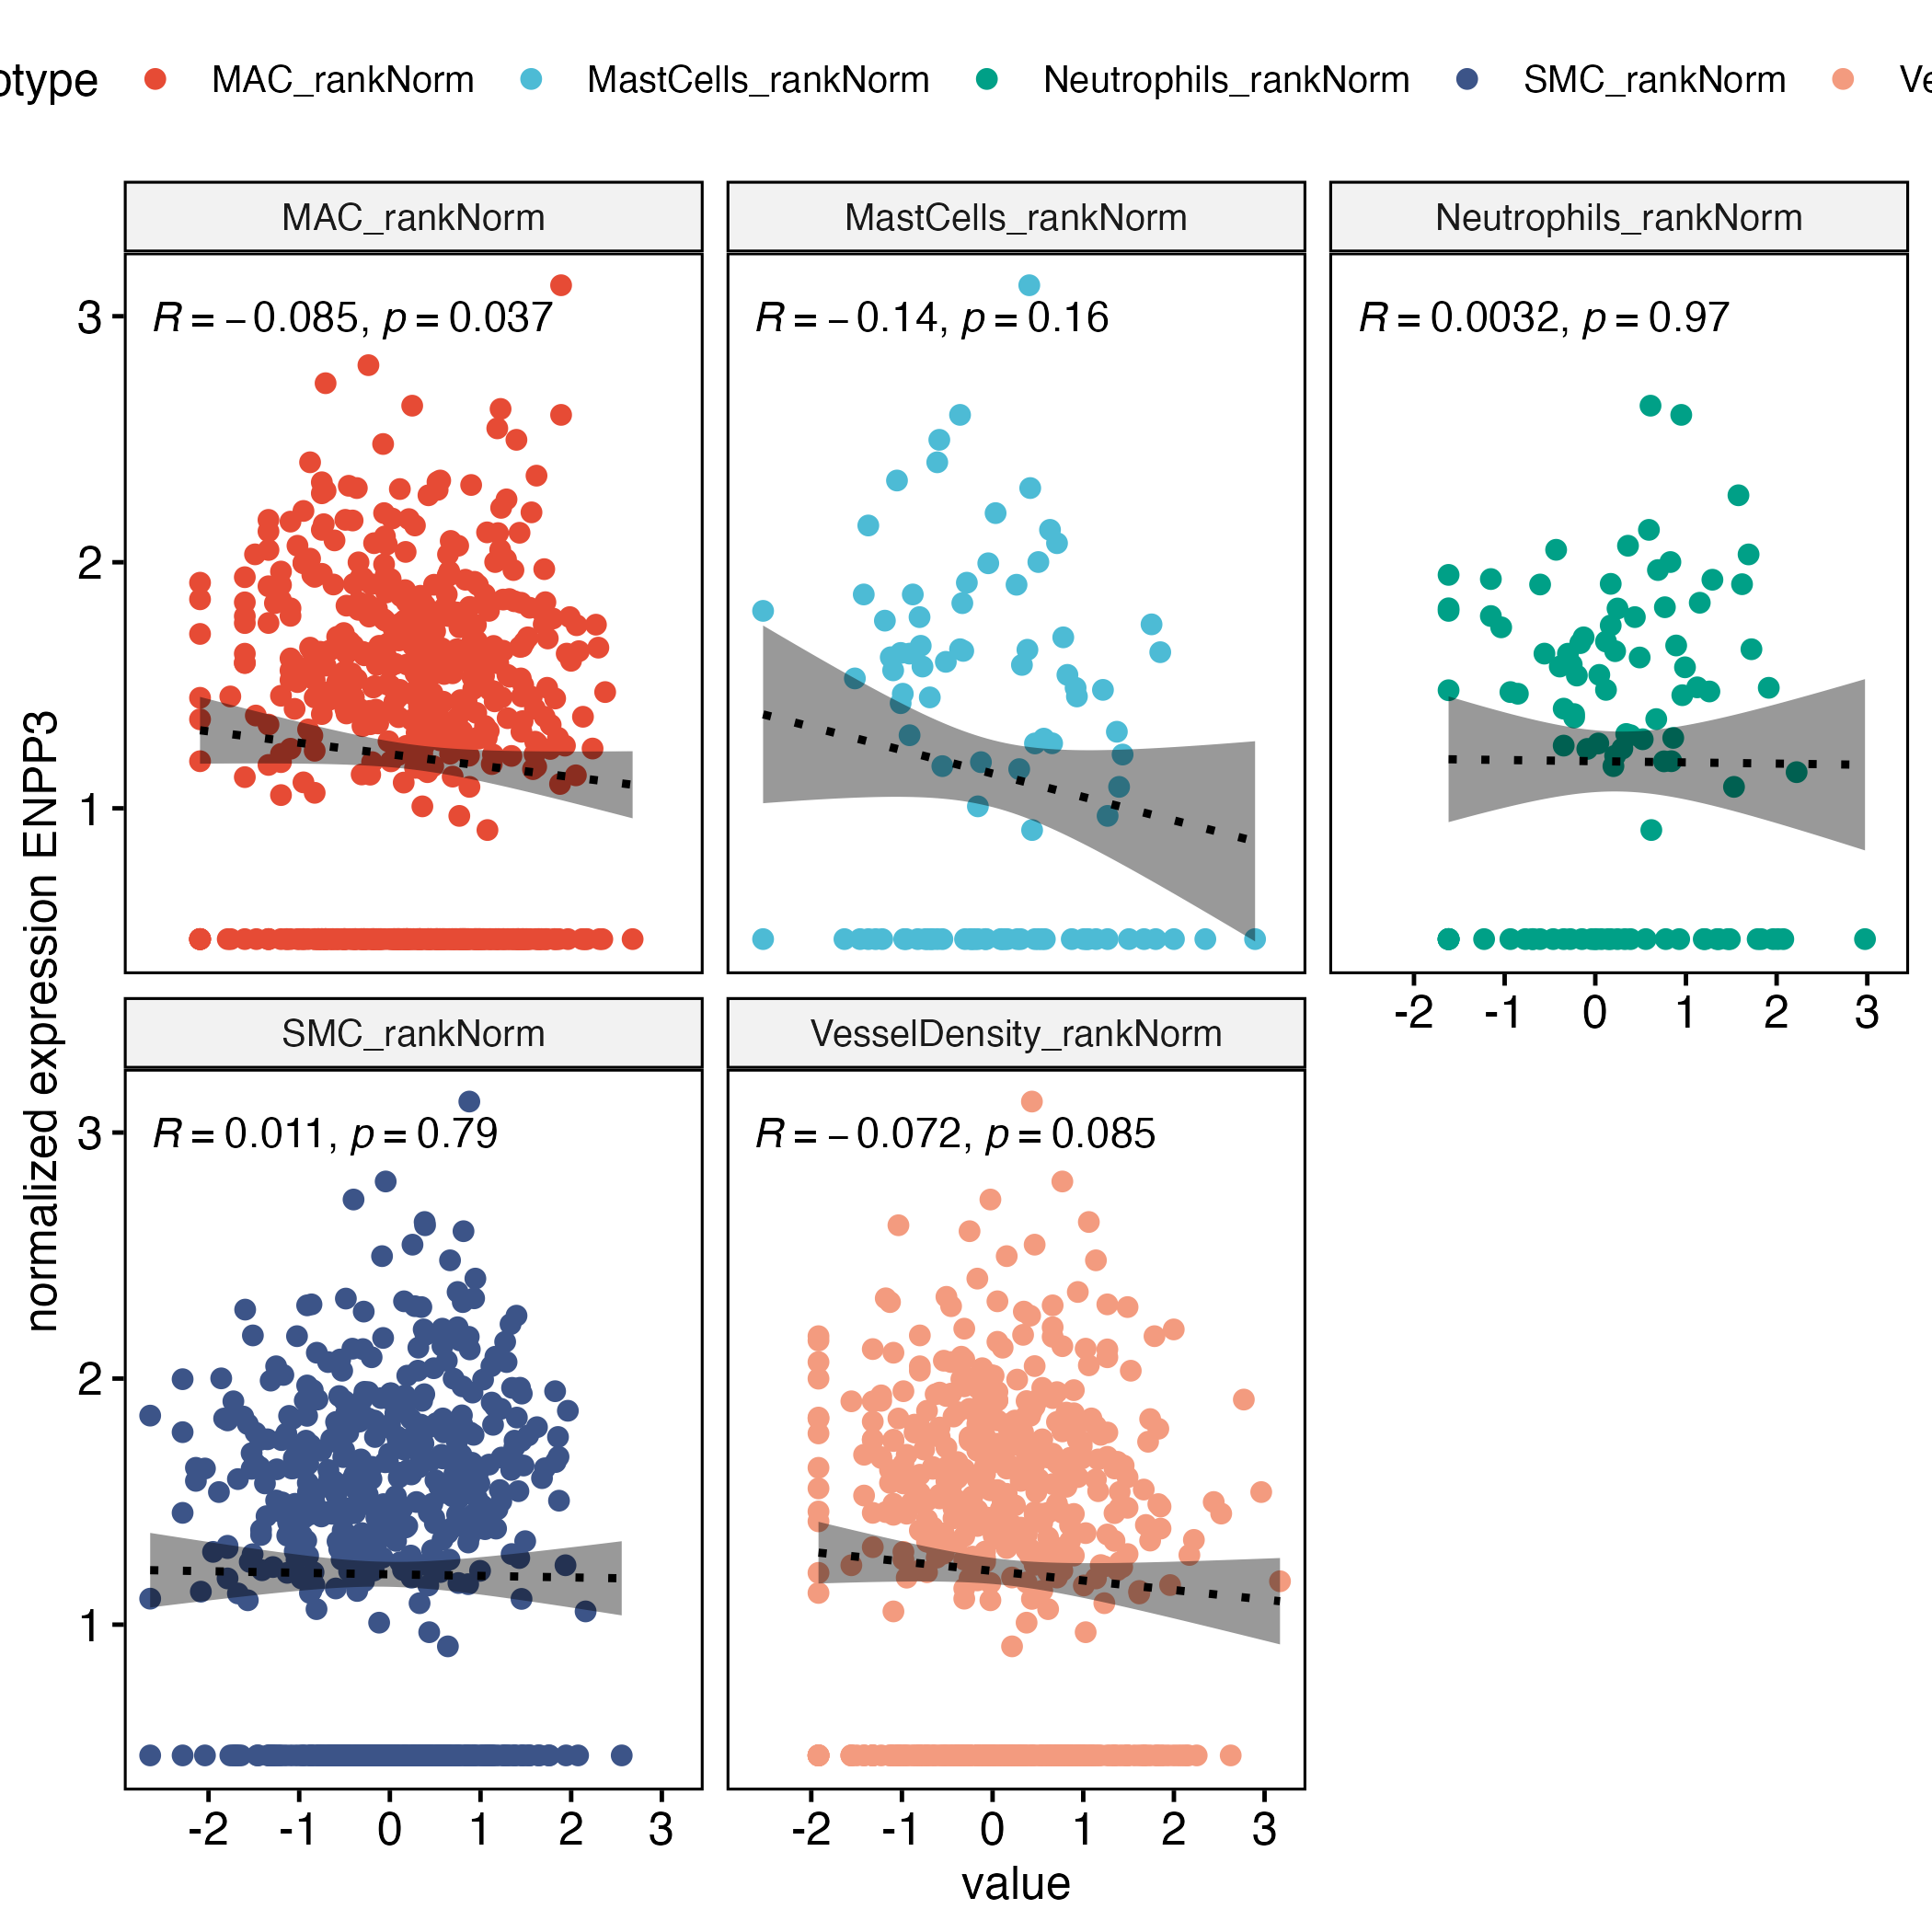 otype MAC_rankNorm MastCells_rankNorm Neutrophils_rankNorm SMC_rankNorm Ve
MAC_rankNorm MastCells_rankNorm Neutrophils_rankNorm
R = −0.085, p = 0.037
R = −0.14, p = 0.16
R = 0.0032, p = 0.97
3
2
1
-2 -1 0 1 2 3
SMC_rankNorm VesselDensity_rankNorm
R = 0.011, p = 0.79
R = −0.072, p = 0.085
3
2
1
-2 -1 0 1 2 3
-2 -1 0 1 2 3
value
normalized expression ENPP3